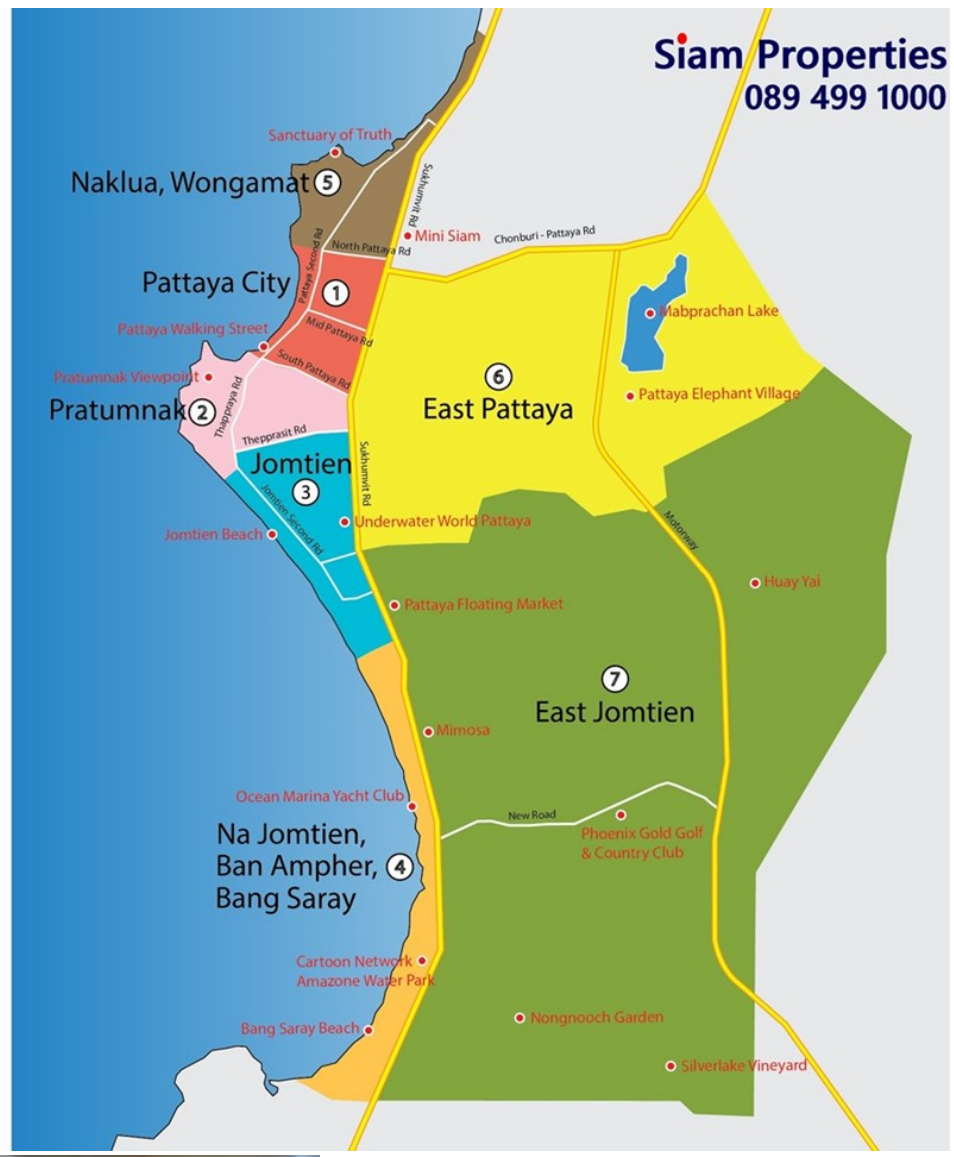 Siam Properties
089 499 1000
Sanctuary of Truth
Naklua, Wongamat 5
Sukhumvit Rd
Mini Siam
Chonburi - Pattaya Rd
North Pattaya Rd
Pattaya Second Rd
Pattaya City
1
Mabprachan Lake
Pattaya Walking Street
Mid Pattaya Rd
South Pattaya Rd
Pratumnak Viewpoint
Pratumnak 2
Thappraya Rd
6
East Pattaya
Pattaya Elephant Village
Thepprasit Rd
Jomtien
3
Sukhumvit Rd
Jomtien Second Rd
Underwater World Pattaya
Jomtien Beach
Motorway
Huay Yai
Pattaya Floating Market
7
East Jomtien
Mimosa
Ocean Marina Yacht Club
New Road
Phoenix Gold Golf
& Country Club
Na Jomtien,
Ban Ampher, 4
Bang Saray
Cartoon Network
Amazone Water Park
Nongnooch Garden
Bang Saray Beach
Silverlake Vineyard